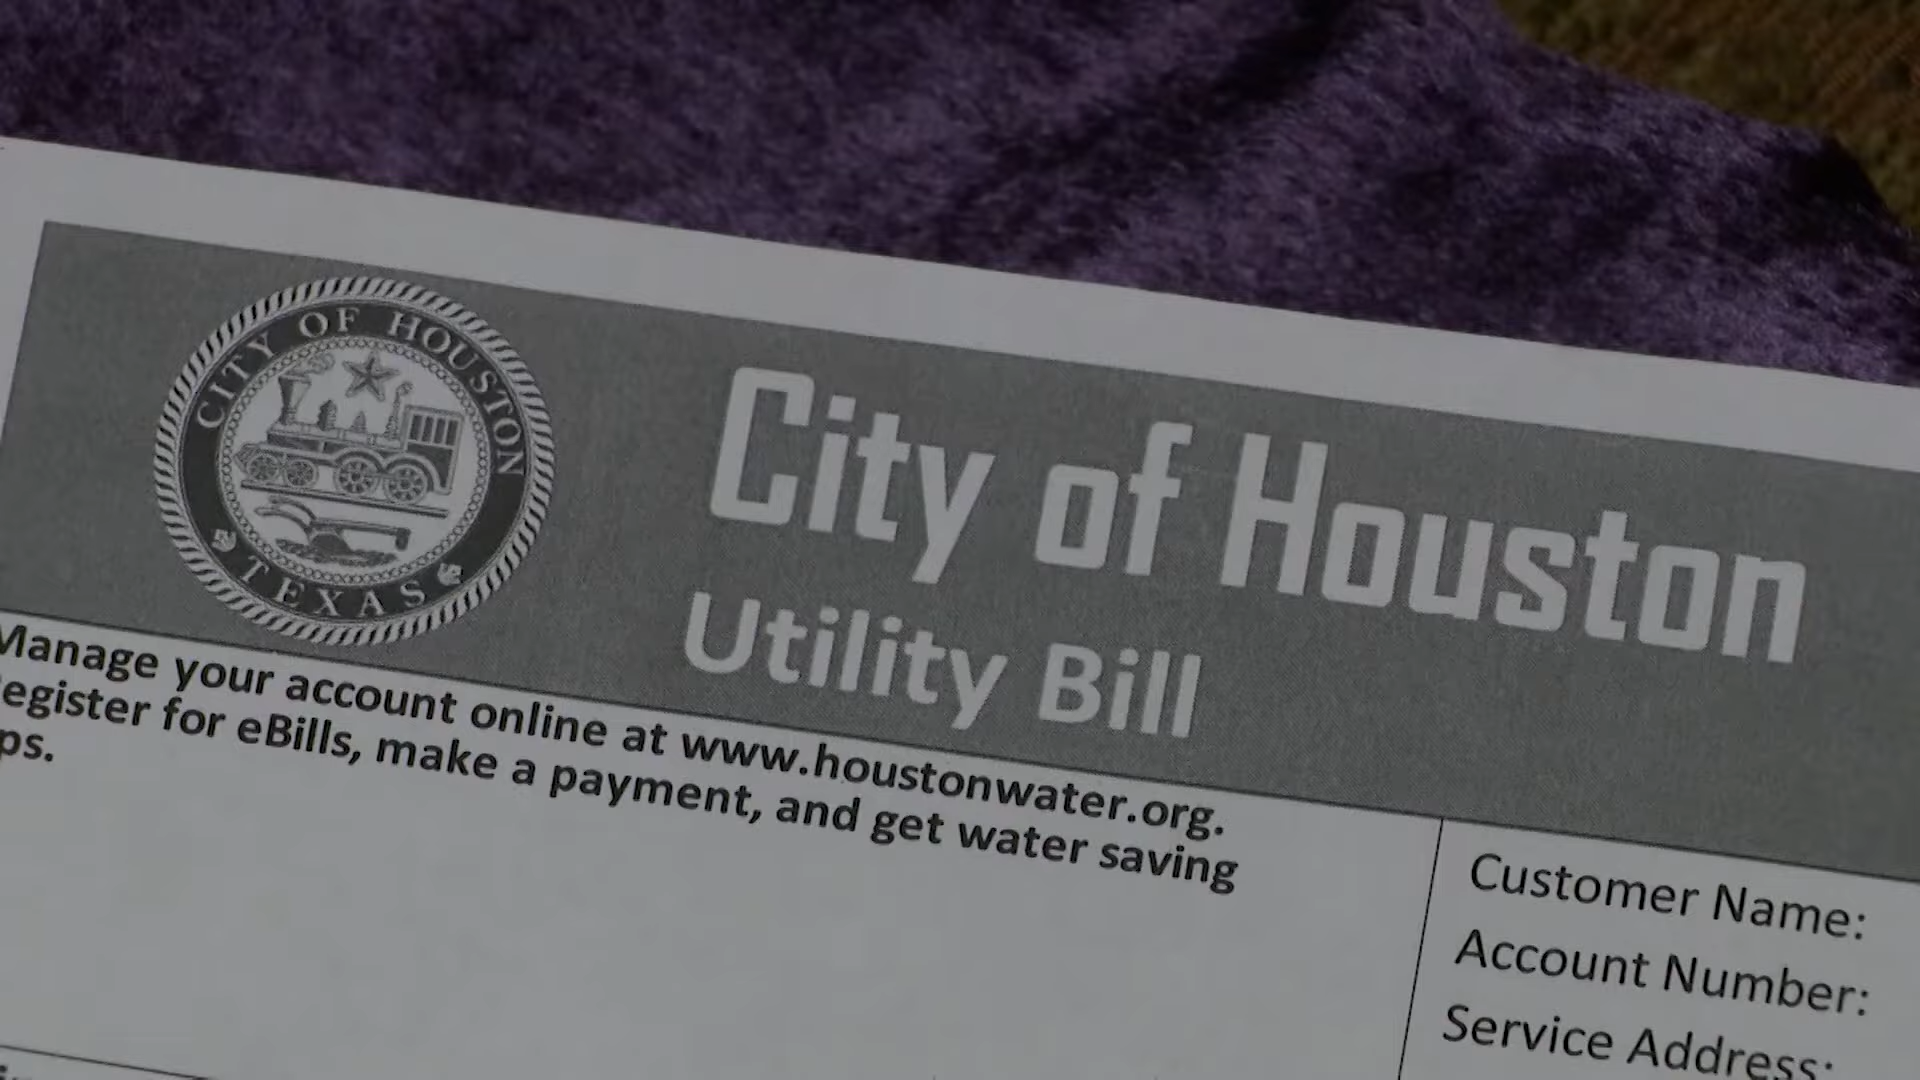 CITY OF HOUSTON
TEXAS
City of Houston
Utility Bill
Manage your account online at www.houstonwater.org.
egister for eBills, make a payment, and get water saving
ps.
Customer Name:
Account Number:
Service Address: